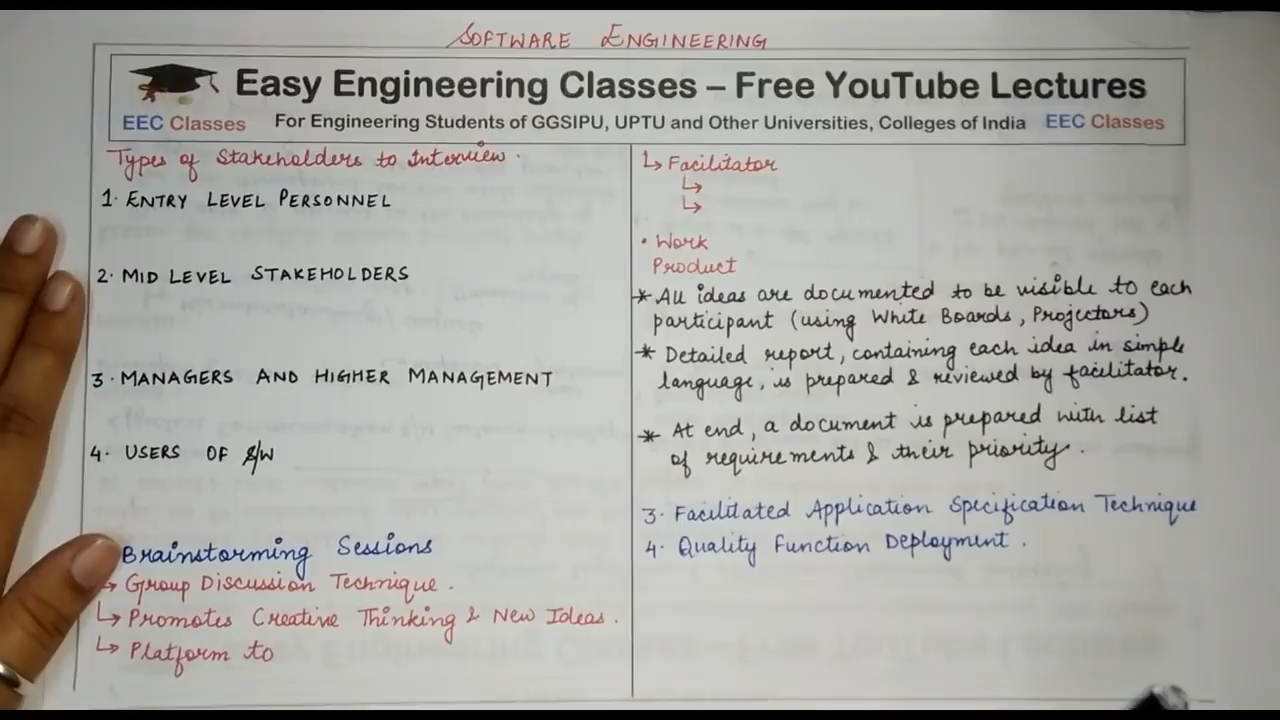 SOFTWARE ENGINEERING
Easy Engineering Classes – Free YouTube Lectures
EEC Classes For Engineering Students of GGSIPU, UPTU and Other Universities, Colleges of India EEC Classes
Types of Stakeholders to Interview.
1. ENTRY LEVEL PERSONNEL
2. MID LEVEL STAKEHOLDERS
3. MANAGERS AND HIGHER MANAGEMENT
4. USERS OF S/W
Brainstorming Sessions
↳ Group Discussion Technique.
↳ Promotes Creative Thinking & New Ideas.
↳ Platform to
↳ Facilitator
↳
↳
• Work
Product
* All ideas are documented to be visible to each
participant (using White Boards, Projectors)
* Detailed report, containing each idea in simple
language, is prepared & reviewed by facilitator.
* At end, a document is prepared with list
of requirements & their priority.
3. Facilitated Application Specification Technique
4. Quality Function Deployment.